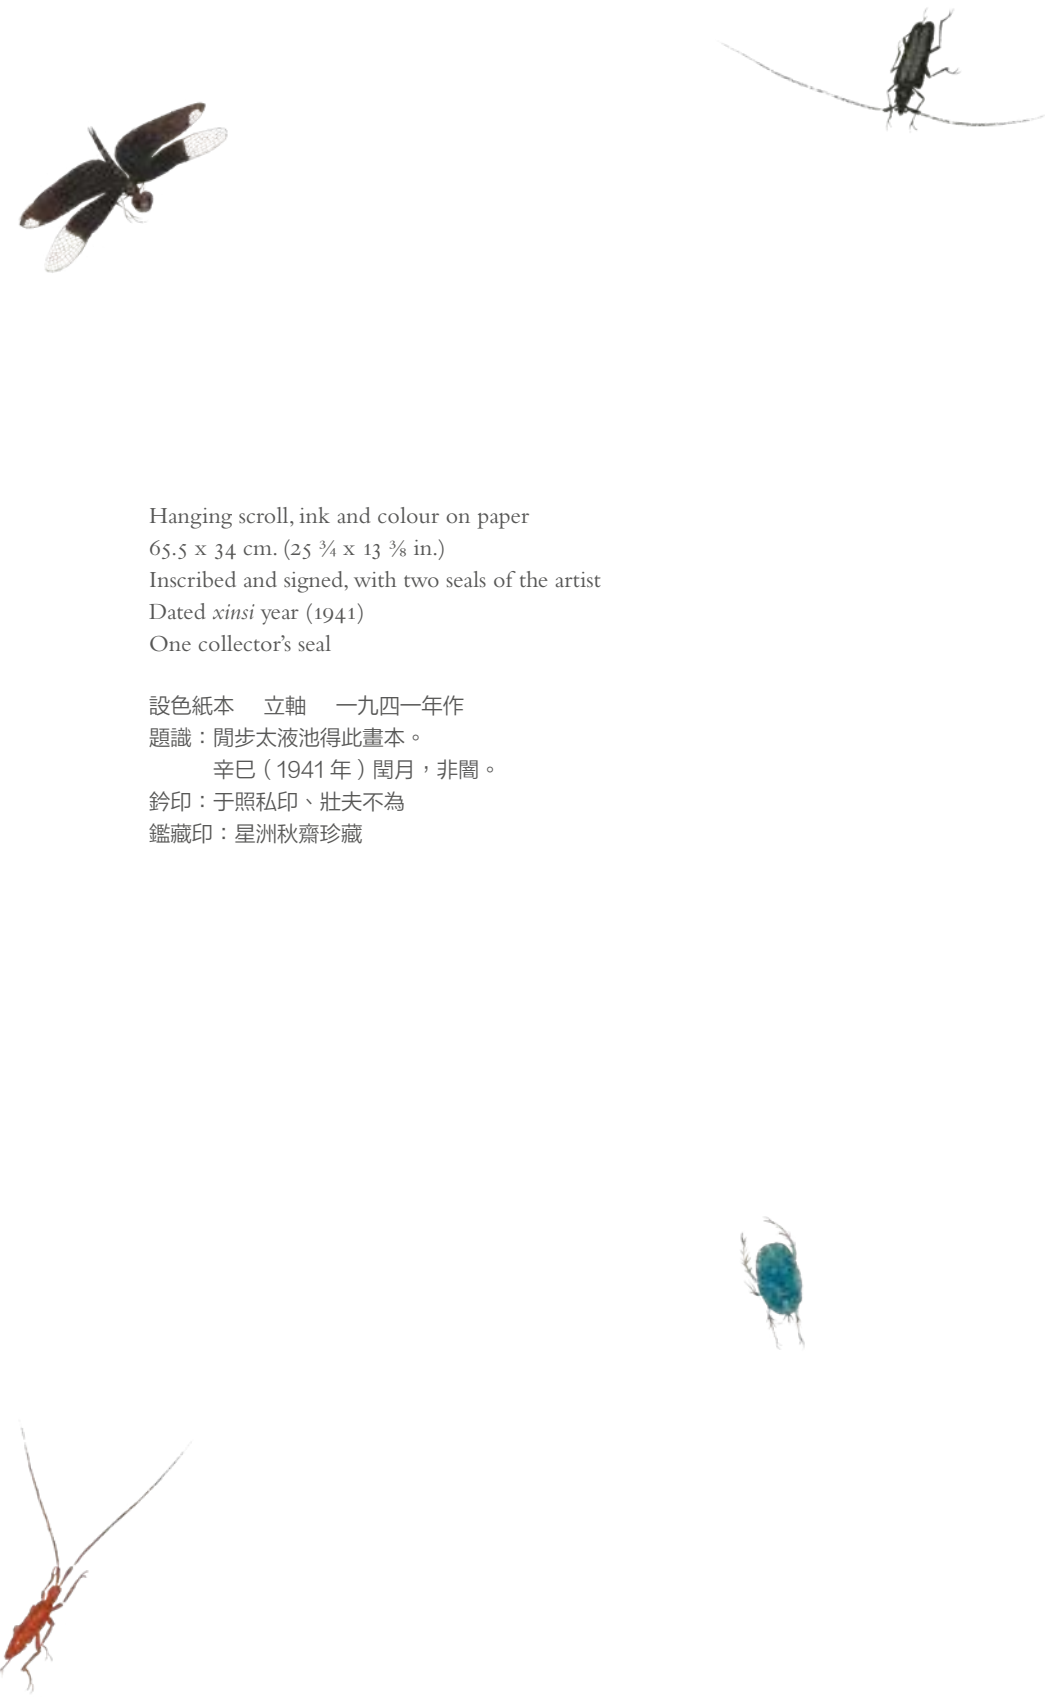 Hanging scroll, ink and colour on paper
65.5 x 34 cm. (25 ¾ x 13 ⅜ in.)
Inscribed and signed, with two seals of the artist
Dated xinsi year (1941)
One collector’s seal
設色紙本　立軸　一九四一年作
題識：閒步太液池得此畫本。
辛巳（1941 年）閏月，非闇。
鈐印：于照私印、壯夫不為
鑑藏印：星洲秋齋珍藏